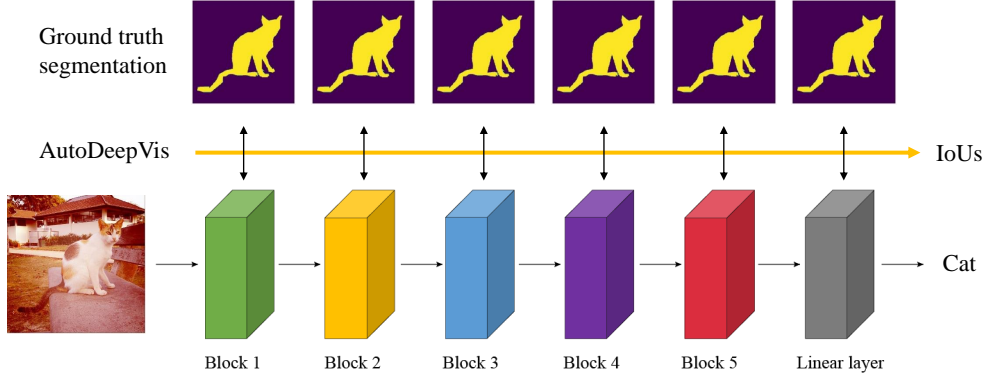 Ground truth
segmentation
AutoDeepVis
IoUs
Cat
Block 1
Block 2
Block 3
Block 4
Block 5
Linear layer